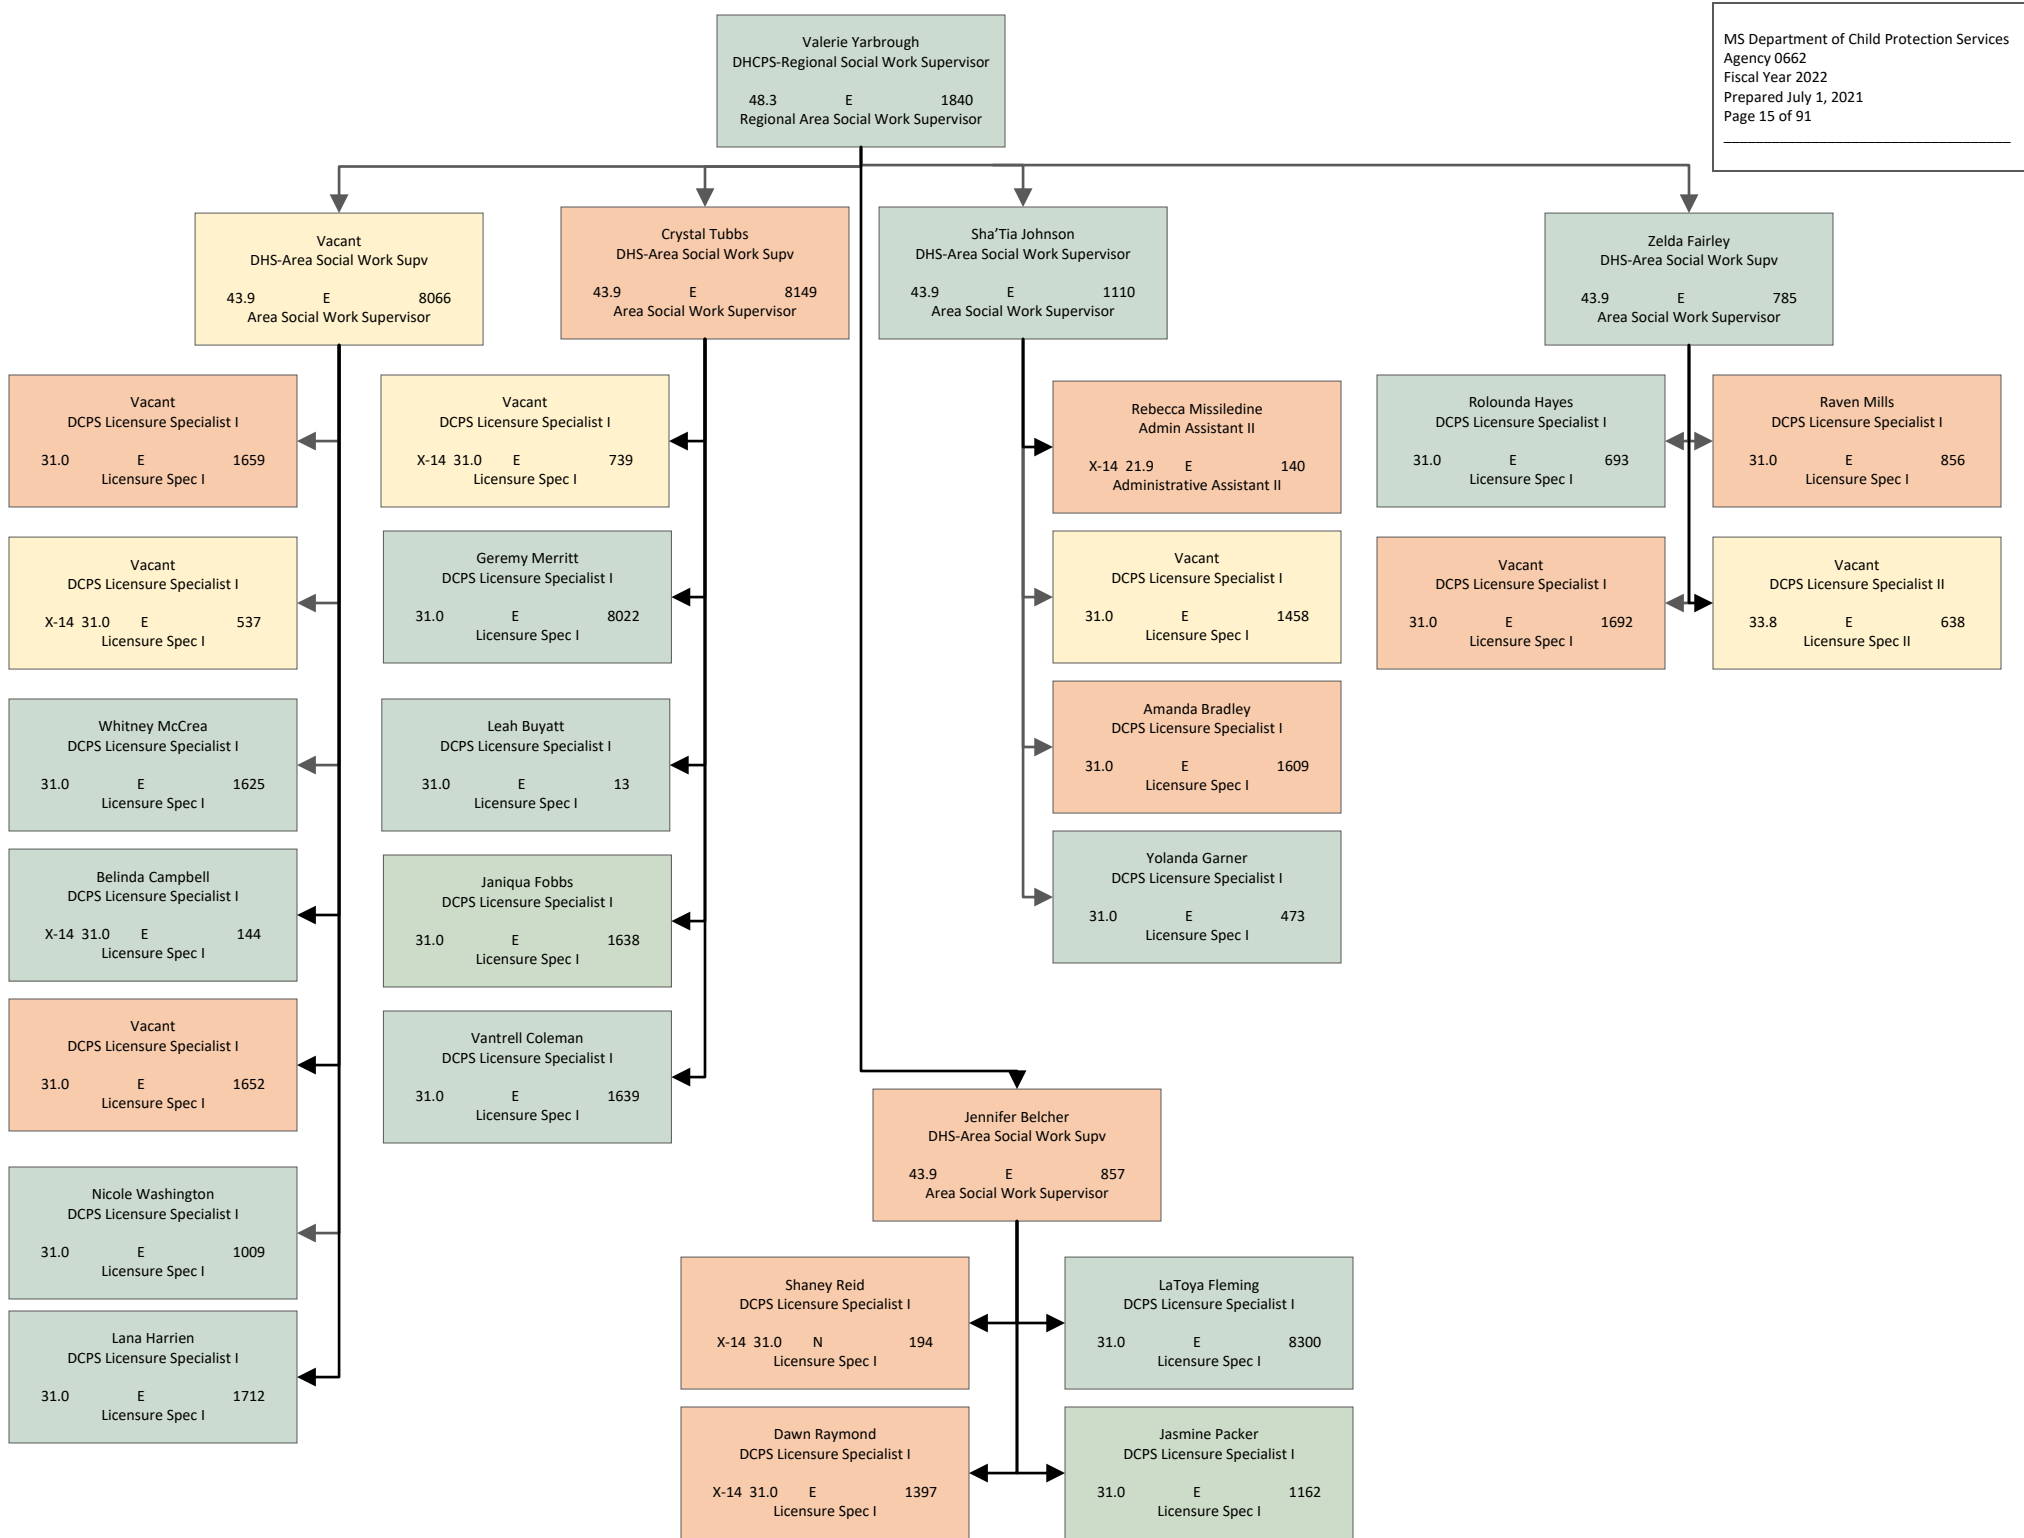 Valerie Yarbrough
DHCPS-Regional Social Work Supervisor
48.3 E 1840
Regional Area Social Work Supervisor
MS Department of Child Protection Services
Agency 0662
Fiscal Year 2022
Prepared July 1, 2021
Page 15 of 91
Vacant
DHS-Area Social Work Supv
43.9 E 8066
Area Social Work Supervisor
Crystal Tubbs
DHS-Area Social Work Supv
43.9 E 8149
Area Social Work Supervisor
Sha’Tia Johnson
DHS-Area Social Work Supervisor
43.9 E 1110
Area Social Work Supervisor
Zelda Fairley
DHS-Area Social Work Supv
43.9 E 785
Area Social Work Supervisor
Vacant
DCPS Licensure Specialist I
31.0 E 1659
Licensure Spec I
Vacant
DCPS Licensure Specialist I
X-14 31.0 E 537
Licensure Spec I
Whitney McCrea
DCPS Licensure Specialist I
31.0 E 1625
Licensure Spec I
Belinda Campbell
DCPS Licensure Specialist I
X-14 31.0 E 144
Licensure Spec I
Vacant
DCPS Licensure Specialist I
31.0 E 1652
Licensure Spec I
Nicole Washington
DCPS Licensure Specialist I
31.0 E 1009
Licensure Spec I
Lana Harrien
DCPS Licensure Specialist I
31.0 E 1712
Licensure Spec I
Vacant
DCPS Licensure Specialist I
X-14 31.0 E 739
Licensure Spec I
Geremy Merritt
DCPS Licensure Specialist I
31.0 E 8022
Licensure Spec I
Leah Buyatt
DCPS Licensure Specialist I
31.0 E 13
Licensure Spec I
Janiqua Fobbs
DCPS Licensure Specialist I
31.0 E 1638
Licensure Spec I
Vantrell Coleman
DCPS Licensure Specialist I
31.0 E 1639
Licensure Spec I
Rebecca Missiledine
Admin Assistant II
X-14 21.9 E 140
Administrative Assistant II
Vacant
DCPS Licensure Specialist I
31.0 E 1458
Licensure Spec I
Amanda Bradley
DCPS Licensure Specialist I
31.0 E 1609
Licensure Spec I
Yolanda Garner
DCPS Licensure Specialist I
31.0 E 473
Licensure Spec I
Rolounda Hayes
DCPS Licensure Specialist I
31.0 E 693
Licensure Spec I
Raven Mills
DCPS Licensure Specialist I
31.0 E 856
Licensure Spec I
Vacant
DCPS Licensure Specialist I
31.0 E 1692
Licensure Spec I
Vacant
DCPS Licensure Specialist II
33.8 E 638
Licensure Spec II
Jennifer Belcher
DHS-Area Social Work Supv
43.9 E 857
Area Social Work Supervisor
Shaney Reid
DCPS Licensure Specialist I
X-14 31.0 N 194
Licensure Spec I
LaToya Fleming
DCPS Licensure Specialist I
31.0 E 8300
Licensure Spec I
Dawn Raymond
DCPS Licensure Specialist I
X-14 31.0 E 1397
Licensure Spec I
Jasmine Packer
DCPS Licensure Specialist I
31.0 E 1162
Licensure Spec I